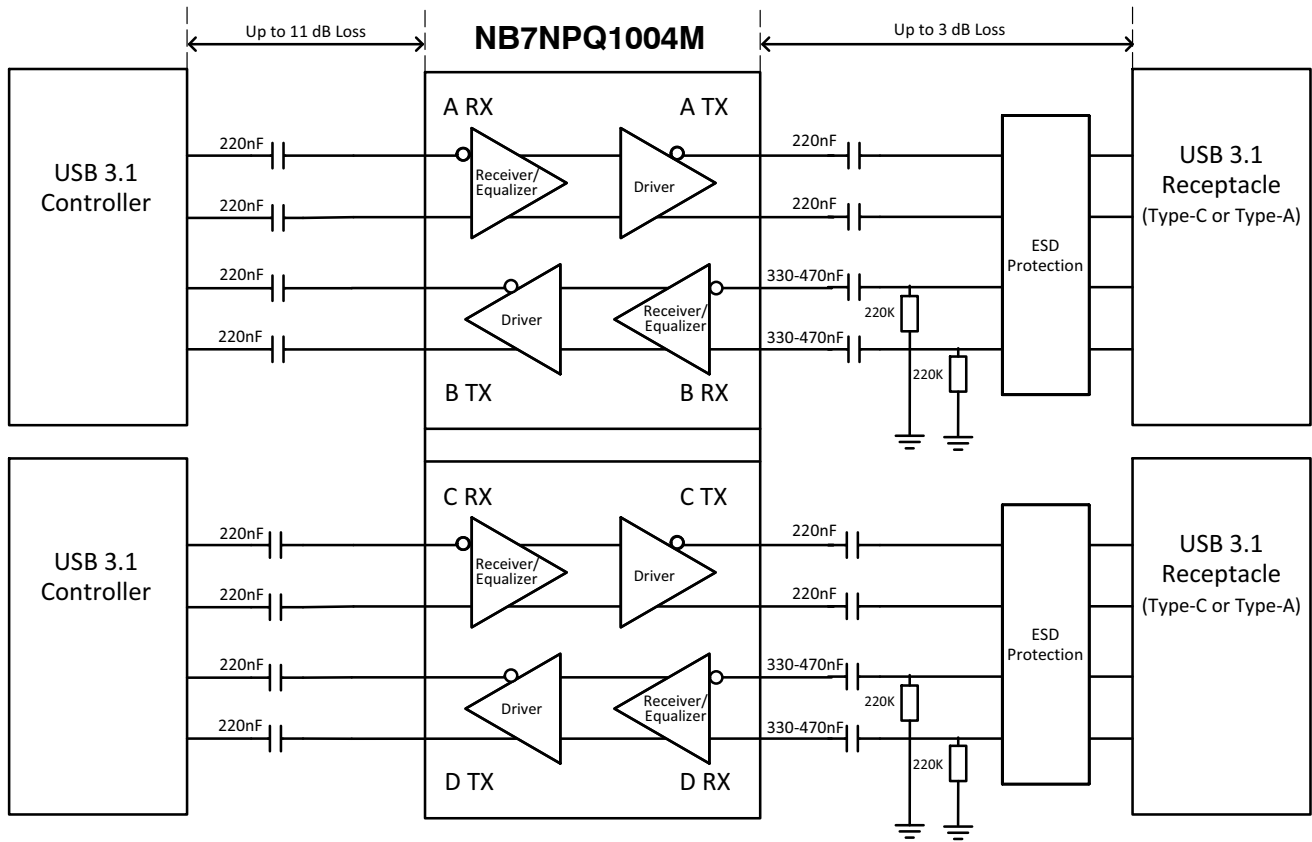 Up to 11 dB Loss
NB7NPQ1004M
Up to 3 dB Loss
USB 3.1
Controller
220nF
220nF
220nF
220nF
A RX
A TX
Receiver/
Equalizer
Driver
Driver
Receiver/
Equalizer
B TX
B RX
220nF
220nF
330-470nF
330-470nF
220K
220K
ESD
Protection
USB 3.1
Receptacle
(Type-C or Type-A)
USB 3.1
Controller
220nF
220nF
220nF
220nF
C RX
C TX
Receiver/
Equalizer
Driver
Driver
Receiver/
Equalizer
D TX
D RX
220nF
220nF
330-470nF
330-470nF
220K
220K
ESD
Protection
USB 3.1
Receptacle
(Type-C or Type-A)